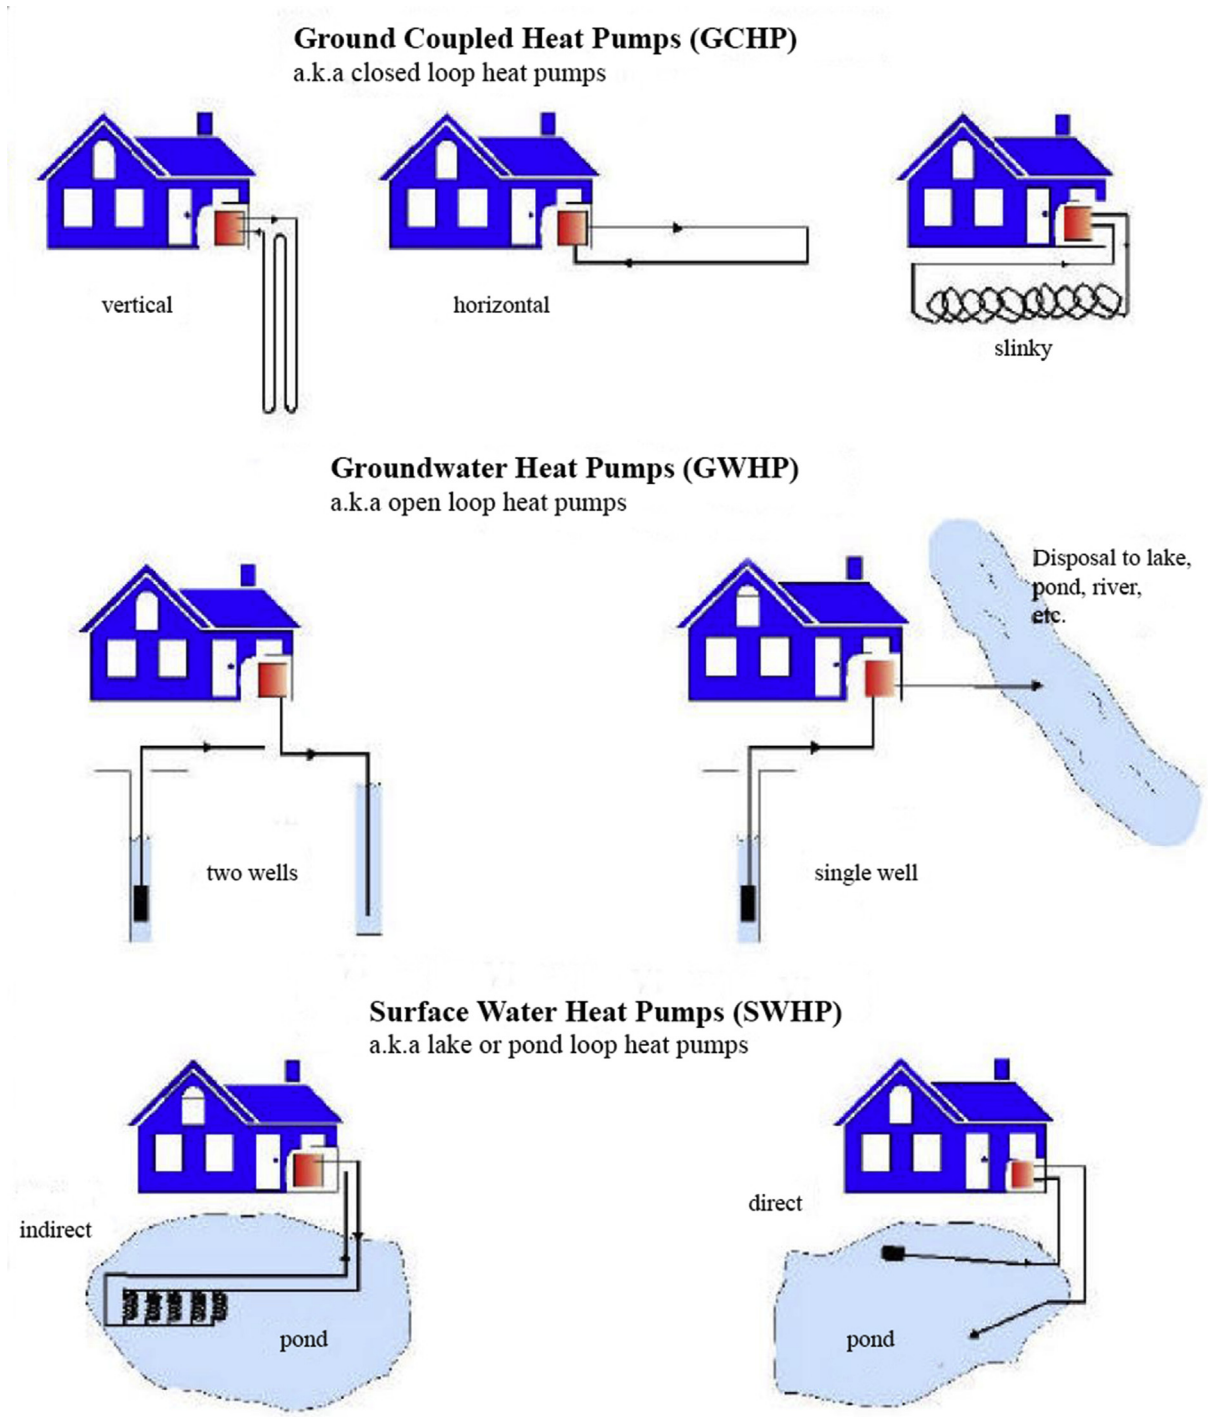 Ground Coupled Heat Pumps (GCHP)
a.k.a closed loop heat pumps
vertical
horizontal
slinky
Groundwater Heat Pumps (GWHP)
a.k.a open loop heat pumps
Disposal to lake,
pond, river,
etc.
two wells
single well
Surface Water Heat Pumps (SWHP)
a.k.a lake or pond loop heat pumps
indirect
pond
direct
pond